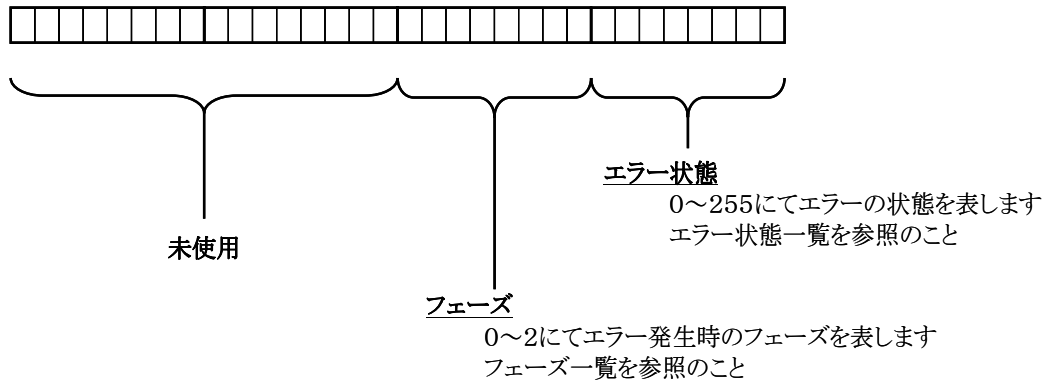 エラー状態
0～255にてエラーの状態を表します
エラー状態一覧を参照のこと
未使用
フェーズ
0～2にてエラー発生時のフェーズを表します
フェーズ一覧を参照のこと